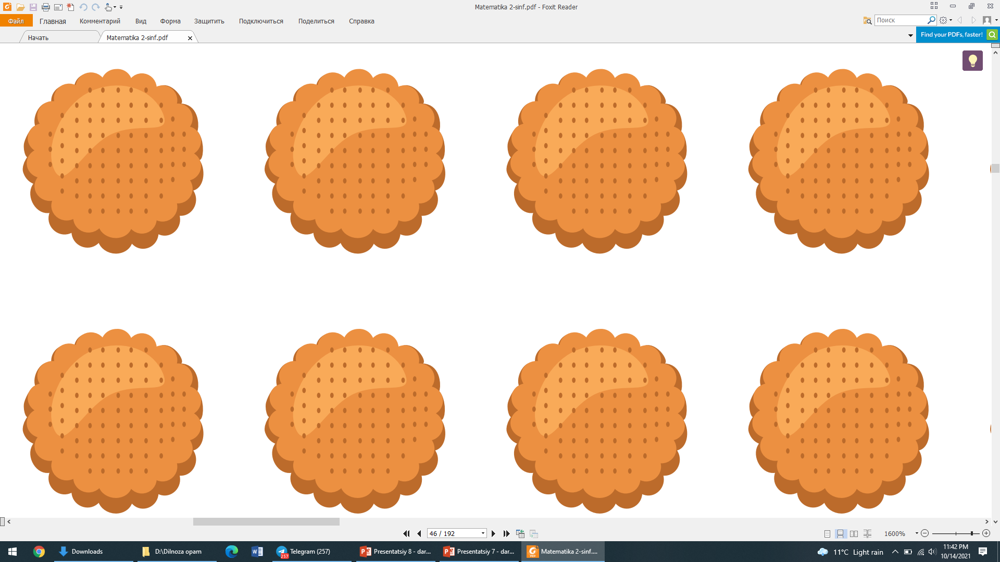 Matematika 2-sinf.pdf - Foxit Reader
Файл Главная Комментарий Вид Форма Защитить Подключиться Поделиться Справка
Поиск
Начать
Matematika 2-sinf.pdf
Find your PDFs, faster!
46 / 192
1600%
Downloads
D:\Dilnoza opam
Telegram (257)
257
Presentatsiy 8 - dar...
Presentatsiy 7 - dar...
Matematika 2-sinf....
11°C Light rain
11:42 PM
10/14/2021